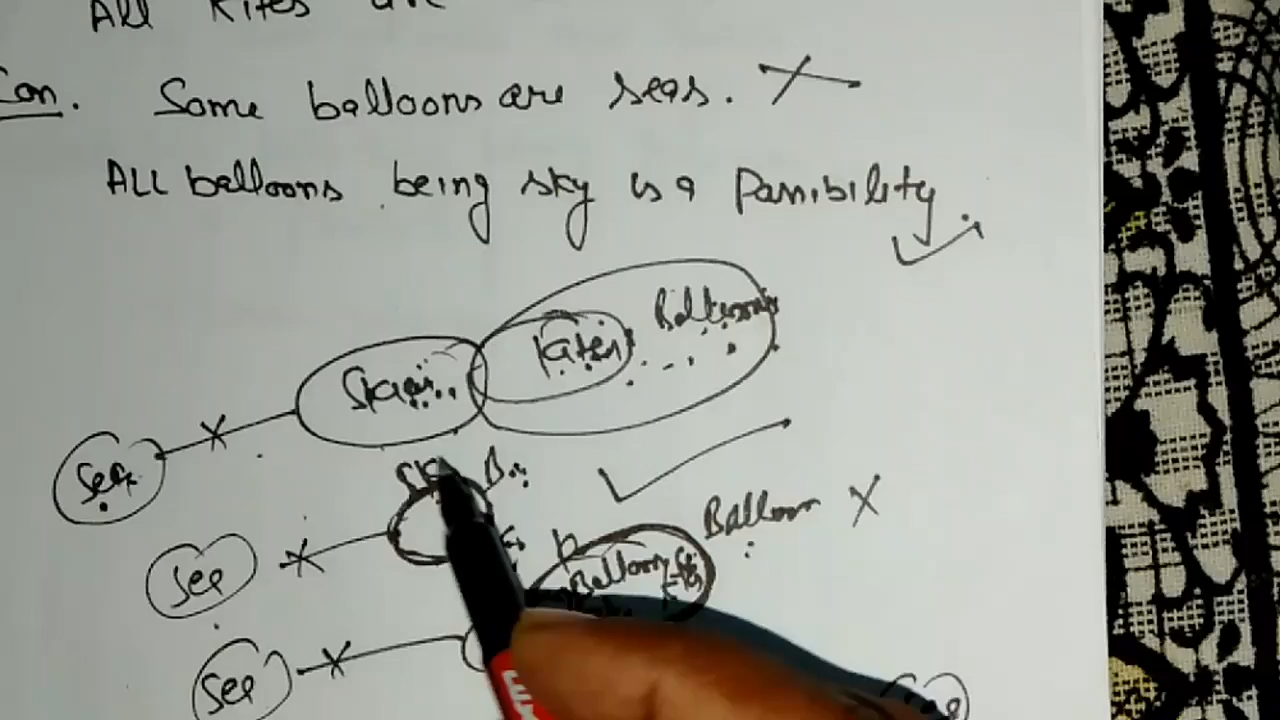 ALL Kites are
Con. Some balloons are seas.
ALL balloons being sky is a Possibility.
Kites Balloons
Sea
B
Sea Balloon
Balloon
Sea